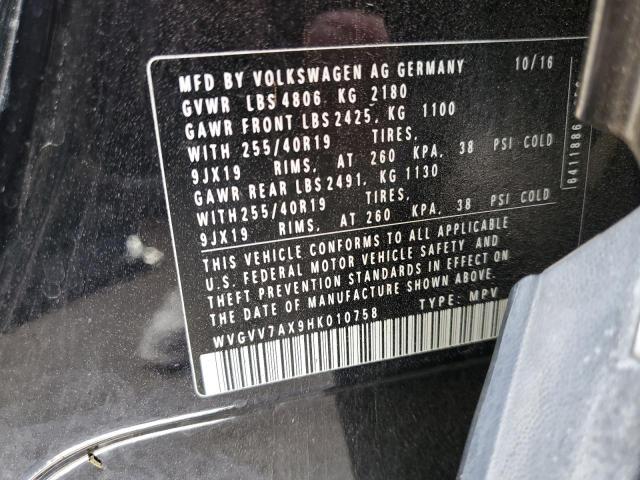 MFD BY VOLKSWAGEN AG GERMANY 10/16
GVWR LBS 4806, KG 2180
GAWR FRONT LBS 2425, KG 1100
WITH 255/40R19 TIRES,
9JX19 RIMS, AT 260 KPA, 38 PSI COLD
GAWR REAR LBS 2491, KG 1130
WITH 255/40R19 TIRES,
9JX19 RIMS, AT 260 KPA, 38 PSI COLD
THIS VEHICLE CONFORMS TO ALL APPLICABLE
U.S. FEDERAL MOTOR VEHICLE SAFETY AND
THEFT PREVENTION STANDARDS IN EFFECT ON
THE DATE OF MANUFACTURE SHOWN ABOVE.
WVGVV7AX9HK010758 TYPE: MPV